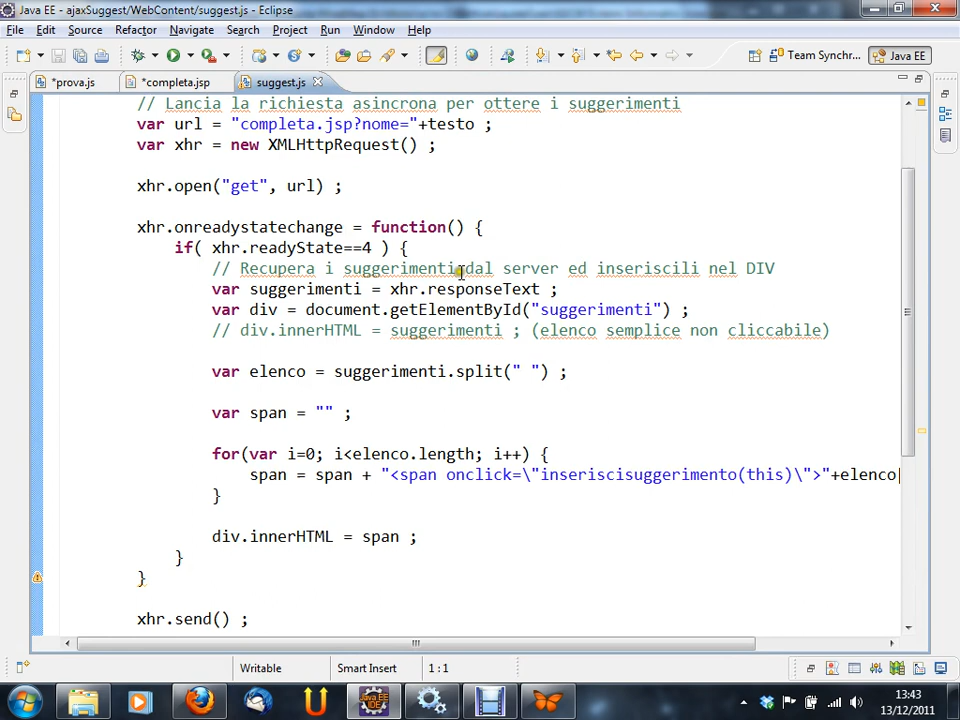 Java EE - ajaxSuggest/WebContent/suggest.js - Eclipse
File Edit Source Refactor Navigate Search Project Run Window Help
Team Synchr... Java EE
*prova.js *completa.jsp suggest.js
// Lancia la richiesta asincrona per ottere i suggerimenti
var url = "completa.jsp?nome="+testo ;
var xhr = new XMLHttpRequest() ;
xhr.open("get", url) ;
xhr.onreadystatechange = function() {
if( xhr.readyState==4 ) {
// Recupera i suggerimenti dal server ed inseriscili nel DIV
var suggerimenti = xhr.responseText ;
var div = document.getElementById("suggerimenti") ;
// div.innerHTML = suggerimenti ; (elenco semplice non cliccabile)
var elenco = suggerimenti.split(" ") ;
var span = "" ;
for(var i=0; i<elenco.length; i++) {
span = span + "<span onclick=\"inseriscisuggerimento(this)\">"+elenco
}
div.innerHTML = span ;
}
}
xhr.send() ;
Writable Smart Insert 1 : 1
Java EE IDE
13:43
13/12/2011